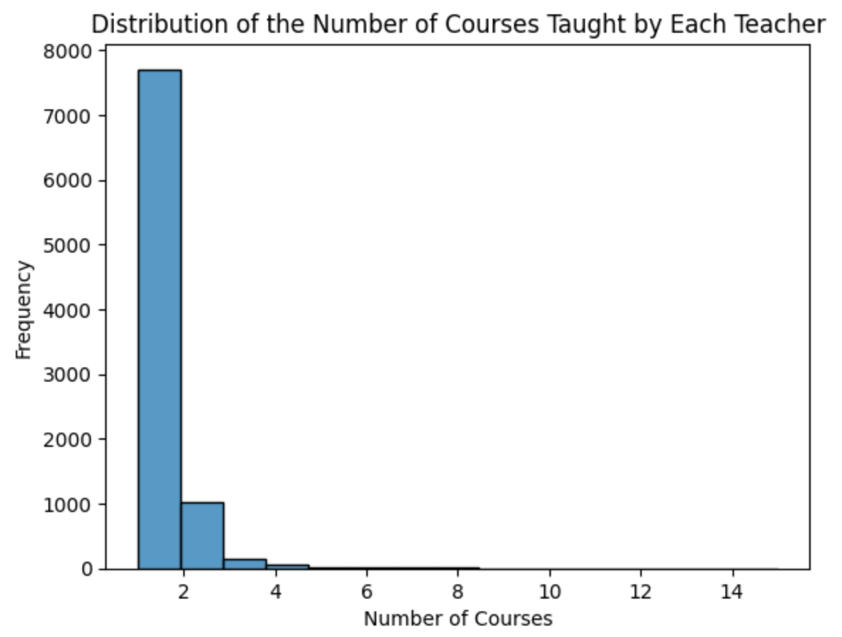 Distribution of the Number of Courses Taught by Each Teacher
8000
7000
6000
5000
4000
3000
2000
1000
0
Frequency
2 4 6 8 10 12 14
Number of Courses